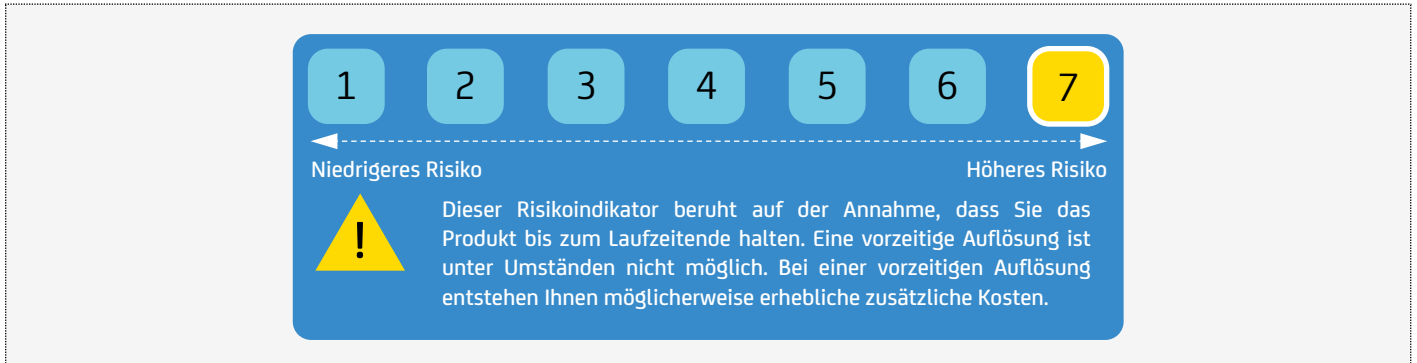 1 2 3 4 5 6 7
Niedrigeres Risiko Höheres Risiko
!
Dieser Risikoindikator beruht auf der Annahme, dass Sie das
Produkt bis zum Laufzeitende halten. Eine vorzeitige Auflösung ist
unter Umständen nicht möglich. Bei einer vorzeitigen Auflösung
entstehen Ihnen möglicherweise erhebliche zusätzliche Kosten.